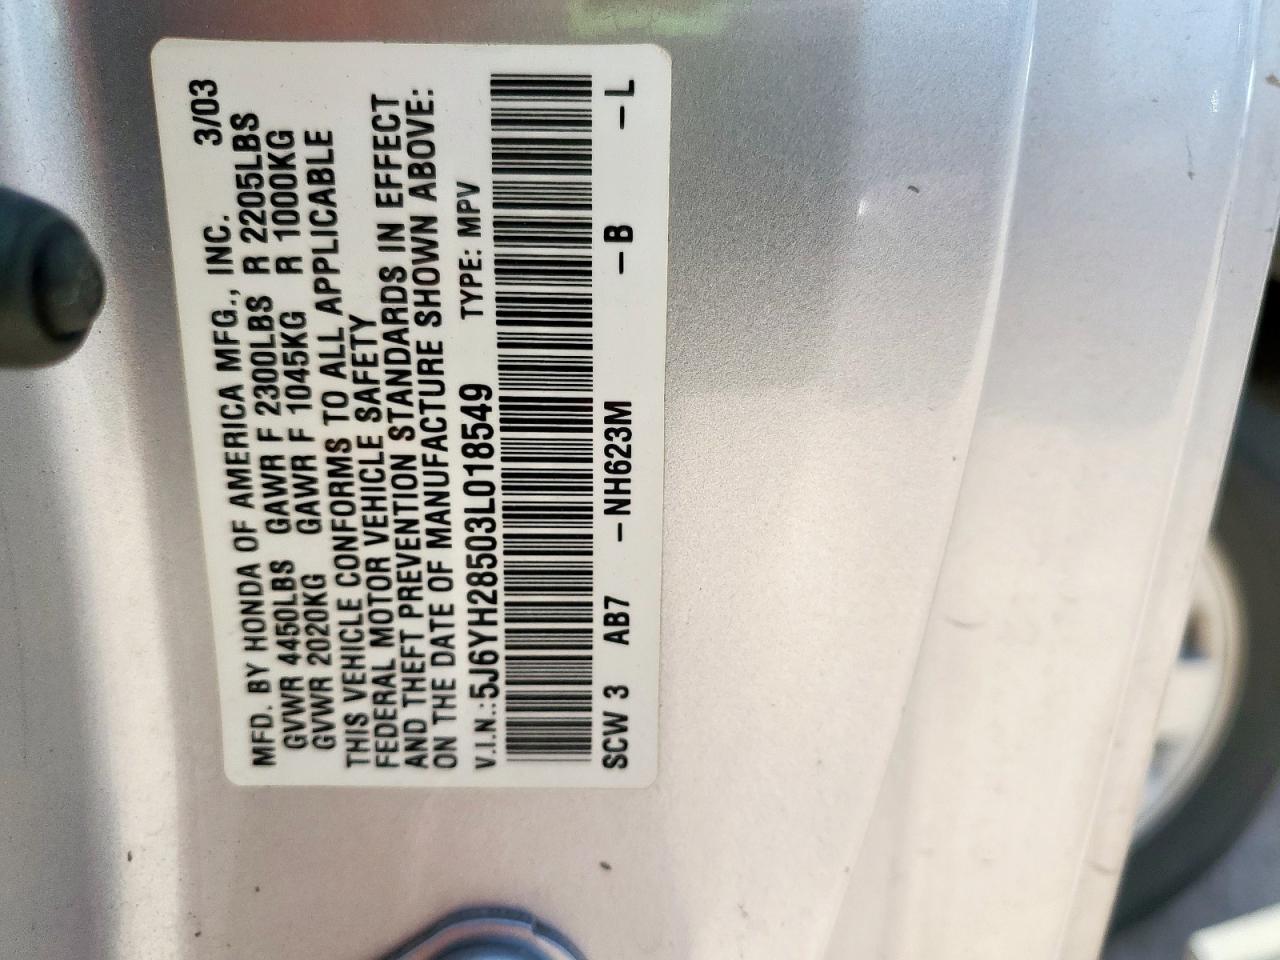 MFD. BY HONDA OF AMERICA MFG., INC. 3/03
GVWR 4450LBS GAWR F 2300LBS R 2205LBS
GVWR 2020KG GAWR F 1045KG R 1000KG
THIS VEHICLE CONFORMS TO ALL APPLICABLE
FEDERAL MOTOR VEHICLE SAFETY
AND THEFT PREVENTION STANDARDS IN EFFECT
ON THE DATE OF MANUFACTURE SHOWN ABOVE:
V.I.N.:5J6YH28503L018549 TYPE: MPV
SCW 3 AB7 –NH623M –B –L